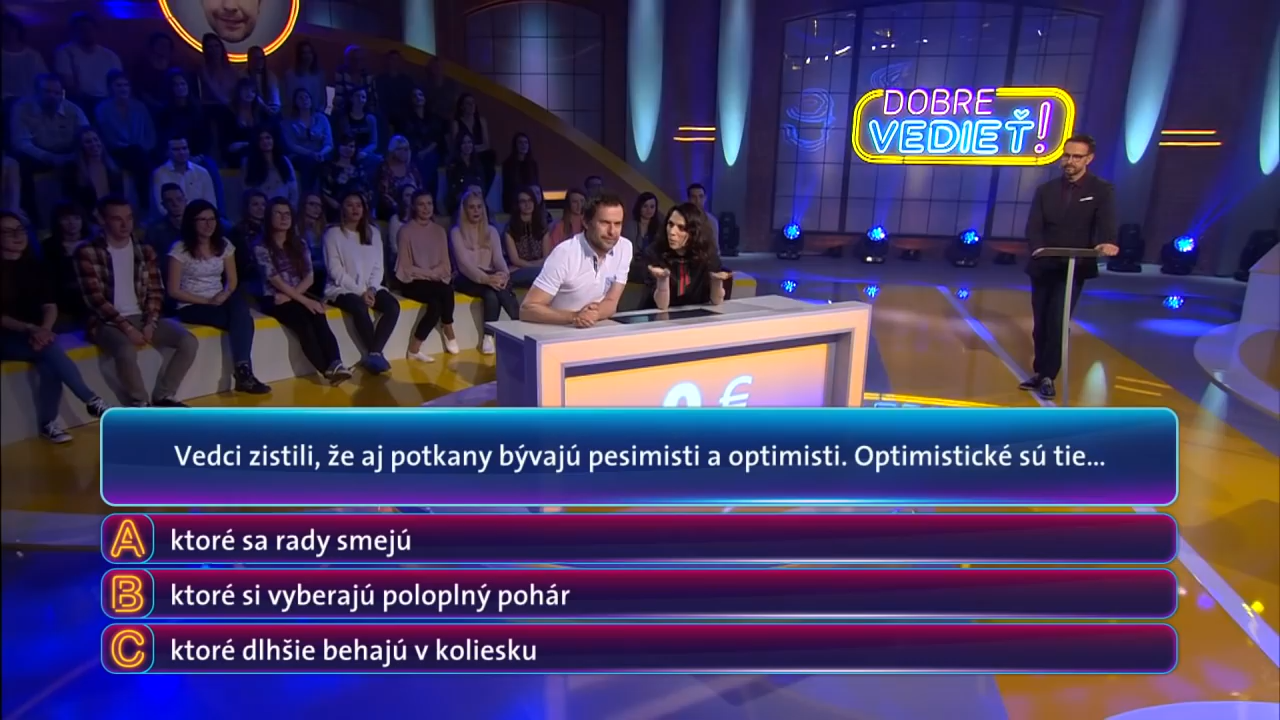 DOBRE
VEDIEŤ!
€
Vedci zistili, že aj potkany bývajú pesimisti a optimisti. Optimistické sú tie...
A ktoré sa rady smejú
B ktoré si vyberajú poloplný pohár
C ktoré dlhšie behajú v koliesku